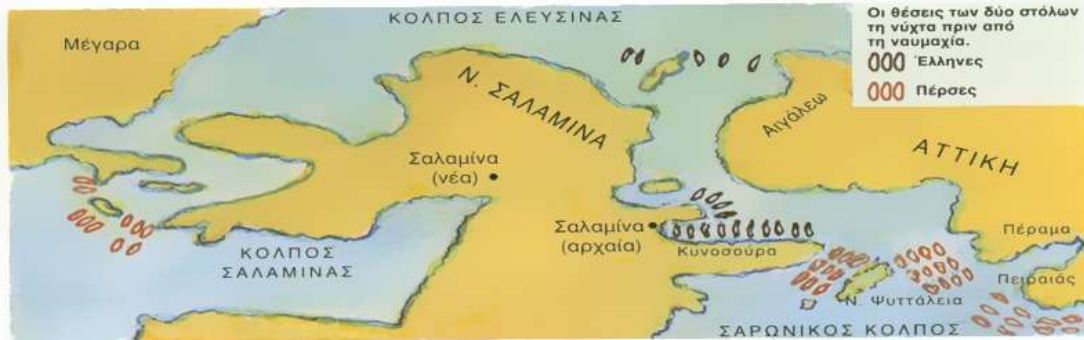 ΚΟΛΠΟΣ ΕΛΕΥΣΙΝΑΣ
Οι θέσεις των δύο στόλων
τη νύχτα πριν από
τη ναυμαχία.
Έλληνες
Πέρσες
Μέγαρα
Ν. ΣΑΛΑΜΙΝΑ
Αιγάλεω
ΑΤΤΙΚΗ
Σαλαμίνα
(νέα)
Σαλαμίνα
(αρχαία)
Κυνοσούρα
Πέραμα
ΚΟΛΠΟΣ
ΣΑΛΑΜΙΝΑΣ
Πειραιάς
Ν. Ψυττάλεια
ΣΑΡΩΝΙΚΟΣ ΚΟΛΠΟΣ